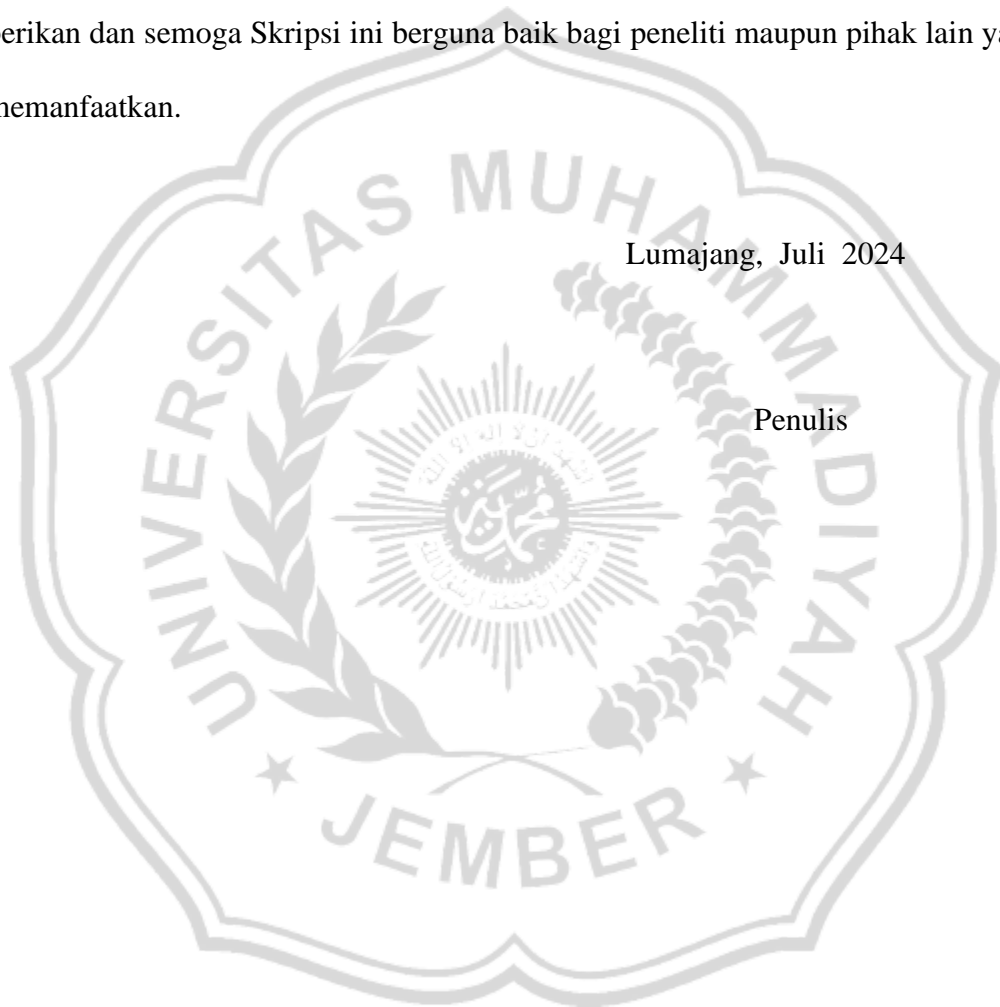 berikan dan semoga Skripsi ini berguna baik bagi peneliti maupun pihak lain ya
memanfaatkan.
Lumajang, Juli 2024
Penulis
UNIVERSITAS MUHAMMADIYAH
JEMBER